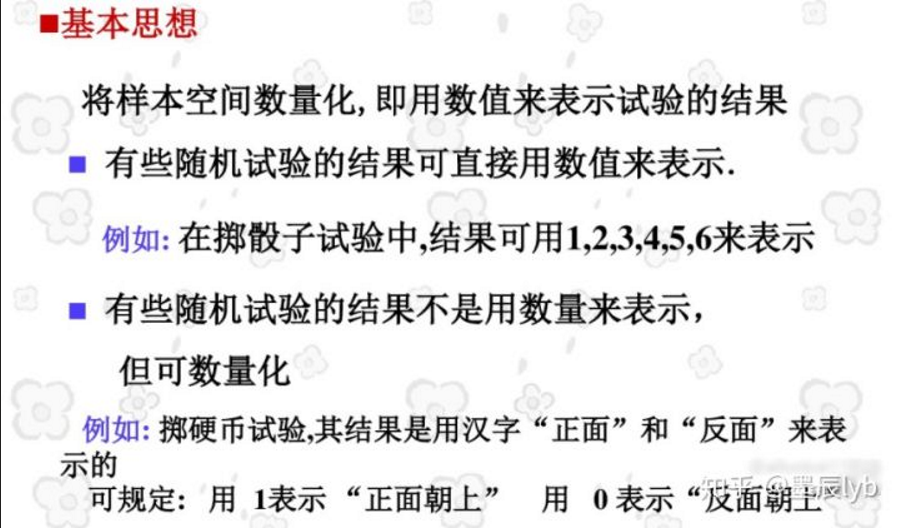 ■基本思想
将样本空间数量化,即用数值来表示试验的结果
■ 有些随机试验的结果可直接用数值来表示.
例如: 在掷骰子试验中,结果可用1,2,3,4,5,6来表示
■ 有些随机试验的结果不是用数量来表示，
但可数量化
例如: 掷硬币试验,其结果是用汉字“正面”和“反面”来表
示的
可规定: 用 1表示 “正面朝上” 用 0 表示“反面朝上
知乎 @墨辰lyb